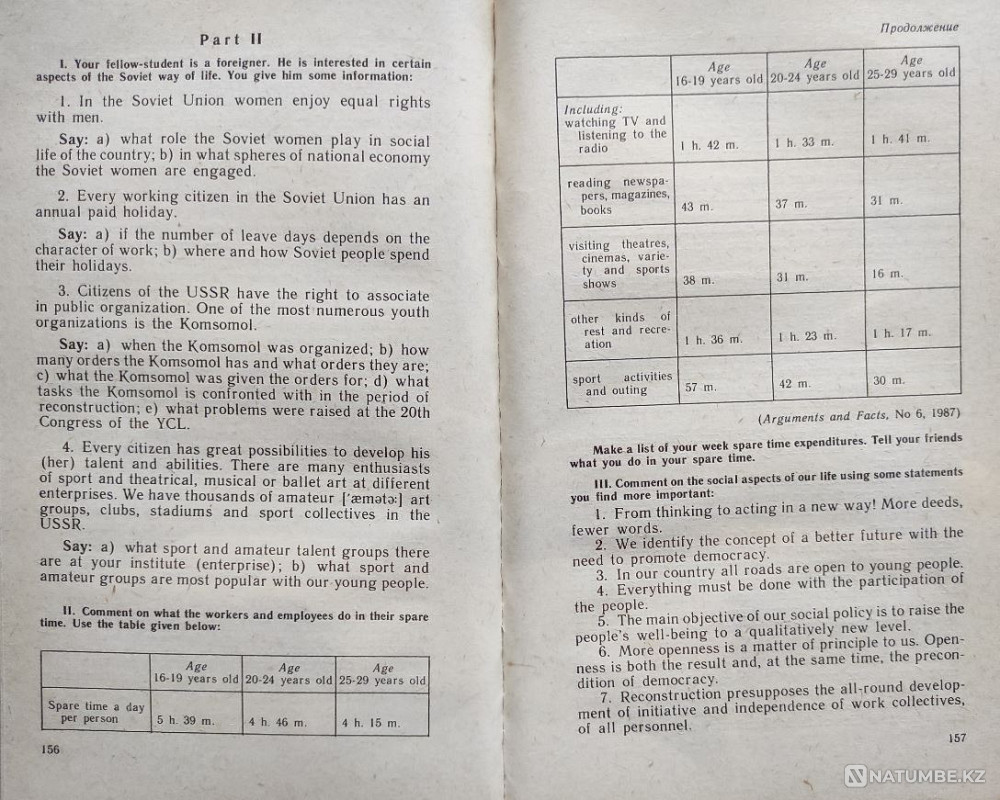 Part II
I. Your fellow-student is a foreigner. He is interested in certain
aspects of the Soviet way of life. You give him some information:
1. In the Soviet Union women enjoy equal rights
with men.
Say: a) what role the Soviet women play in social
life of the country; b) in what spheres of national economy
the Soviet women are engaged.
2. Every working citizen in the Soviet Union has an
annual paid holiday.
Say: a) if the number of leave days depends on the
character of work; b) where and how Soviet people spend
their holidays.
3. Citizens of the USSR have the right to associate
in public organization. One of the most numerous youth
organizations is the Komsomol.
Say: a) when the Komsomol was organized; b) how
many orders the Komsomol has and what orders they are;
c) what the Komsomol was given the orders for; d) what
tasks the Komsomol is confronted with in the period of
reconstruction; e) what problems were raised at the 20th
Congress of the YCL.
4. Every citizen has great possibilities to develop his
(her) talent and abilities. There are many enthusiasts
of sport and theatrical, musical or ballet art at different
enterprises. We have thousands of amateur [ˈæmətə:] art
groups, clubs, stadiums and sport collectives in the
USSR.
Say: a) what sport and amateur talent groups there
are at your institute (enterprise); b) what sport and
amateur groups are most popular with our young people.
II. Comment on what the workers and employees do in their spare
time. Use the table given below:
Age Age Age
16-19 years old 20-24 years old 25-29 years old
Spare time a day
per person 5 h. 39 m. 4 h. 46 m. 4 h. 15 m.
156
Продолжение
Age Age Age
16-19 years old 20-24 years old 25-29 years old
Including:
watching TV and
listening to the
radio 1 h. 42 m. 1 h. 33 m. 1 h. 41 m.
reading newspa-
pers, magazines,
books 43 m. 37 m. 31 m.
visiting theatres,
cinemas, varie-
ty and sports
shows 38 m. 31 m. 16 m.
other kinds of
rest and recre-
ation 1 h. 36 m. 1 h. 23 m. 1 h. 17 m.
sport activities
and outing 57 m. 42 m. 30 m.
(Arguments and Facts, No 6, 1987)
Make a list of your week spare time expenditures. Tell your friends
what you do in your spare time.
III. Comment on the social aspects of our life using some statements
you find more important:
1. From thinking to acting in a new way! More deeds,
fewer words.
2. We identify the concept of a better future with the
need to promote democracy.
3. In our country all roads are open to young people.
4. Everything must be done with the participation of
the people.
5. The main objective of our social policy is to raise the
people's well-being to a qualitatively new level.
6. More openness is a matter of principle to us. Open-
ness is both the result and, at the same time, the precon-
dition of democracy.
7. Reconstruction presupposes the all-round develop-
ment of initiative and independence of work collectives,
of all personnel.
157
NATUMBE.KZ